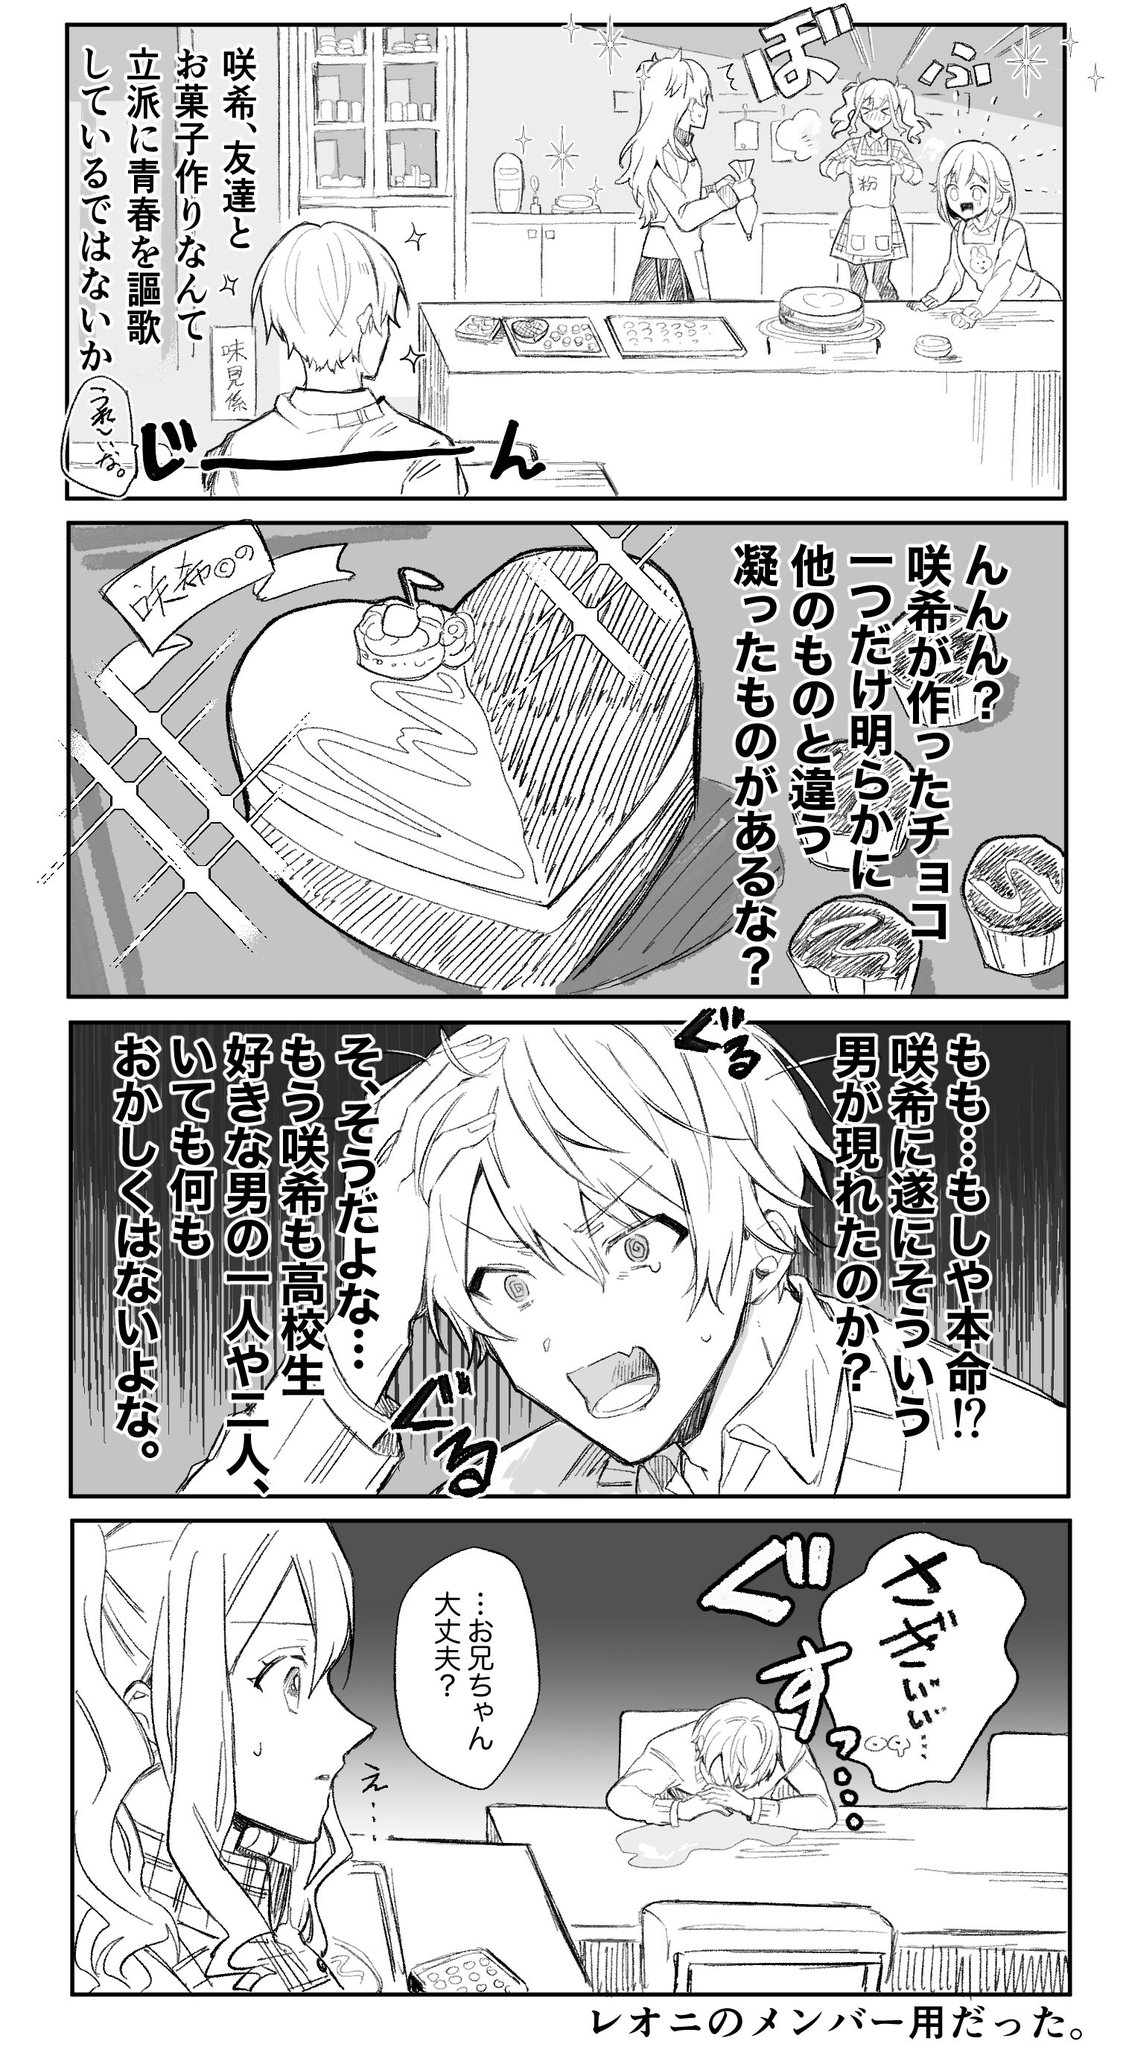 ぼふ
粉
咲希、友達と
お菓子作りなんて
立派に青春を謳歌
しているではないか
味見係
うれしいな。
じーん
んんん?
咲希が作ったチョコ
一つだけ明らかに
他のものと違う
凝ったものがあるな?
咲希の
もも…もしや本命!?
咲希に遂にそういう
男が現れたのか?
ぐる
そ、そうだよな…
もう咲希も高校生
好きな男の一人や二人、
いても何も
おかしくはないよな。
ぐる
さぎいぃ…
ぐすっ…
…お兄ちゃん
大丈夫?
え…
レオニのメンバー用だった。